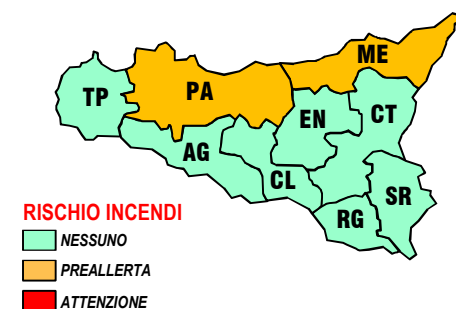 ME
TP
PA
EN
CT
AG
CL
SR
RG
RISCHIO INCENDI
NESSUNO
PREALLERTA
ATTENZIONE